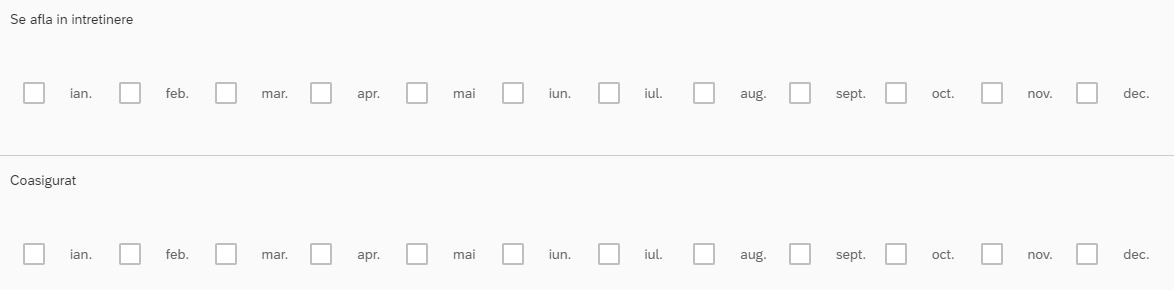 Se afla in intretinere
ian. feb. mar. apr. mai iun. iul. aug. sept. oct. nov. dec.
Coasigurat
ian. feb. mar. apr. mai iun. iul. aug. sept. oct. nov. dec.